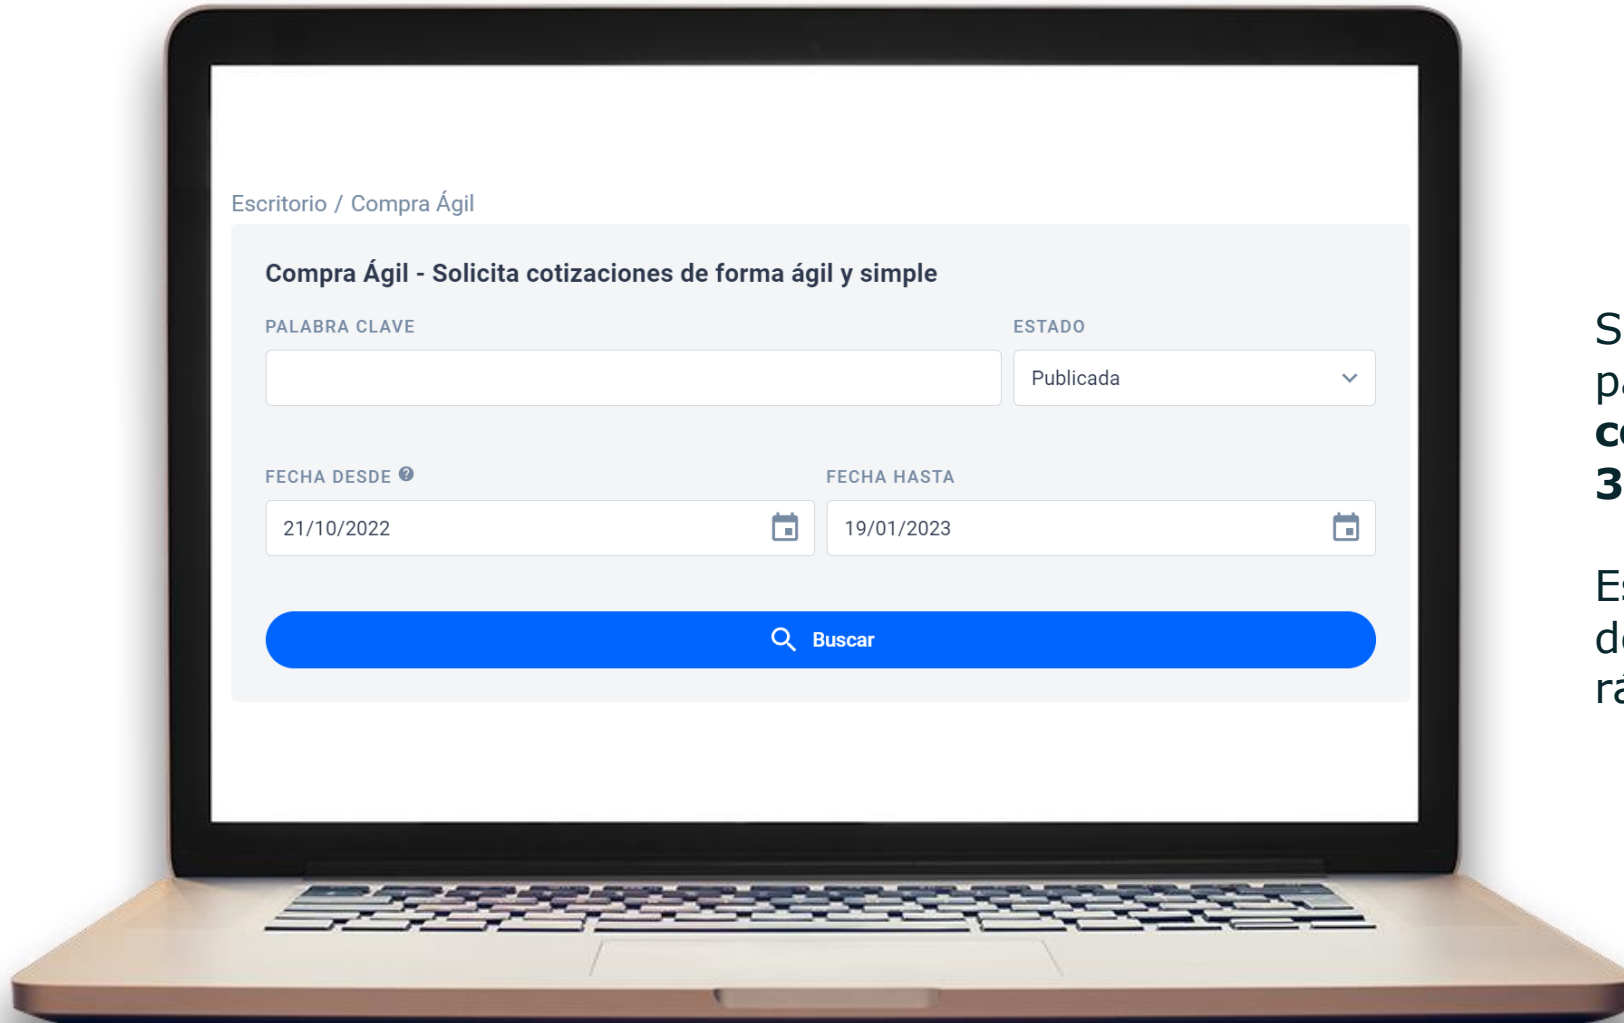 Escritorio / Compra Ágil
Compra Ágil - Solicita cotizaciones de forma ágil y simple
PALABRA CLAVE
ESTADO
Publicada
FECHA DESDE
FECHA HASTA
21/10/2022
19/01/2023
Buscar